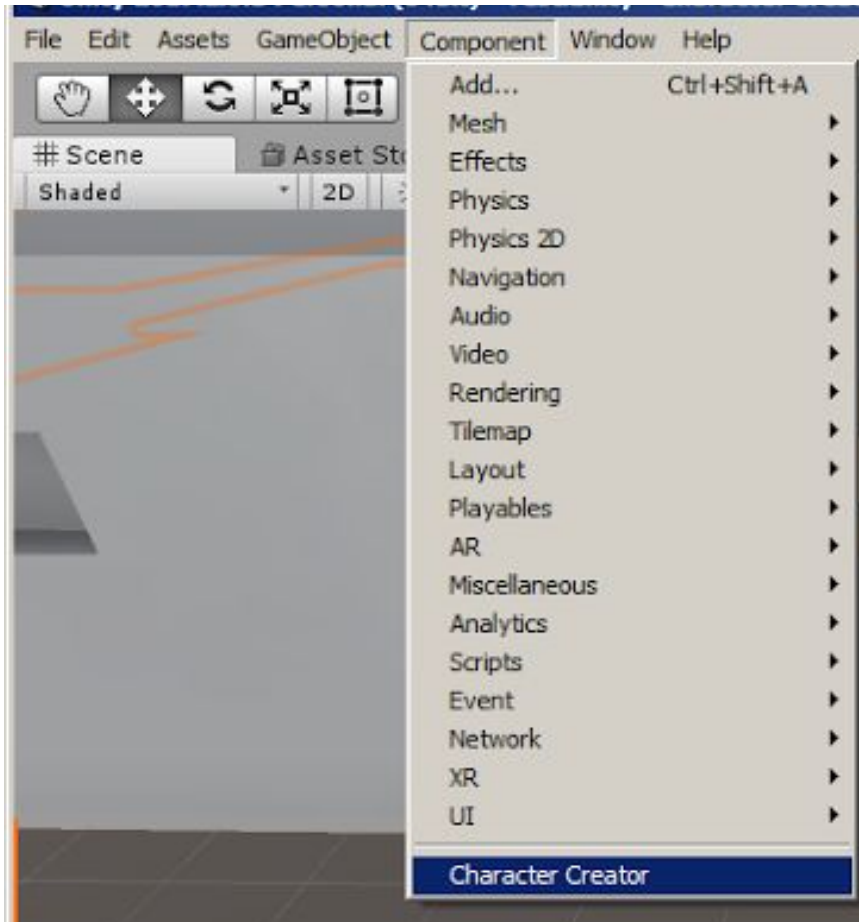 File Edit Assets GameObject Component Window Help
Add... Ctrl+Shift+A
Mesh
# Scene Asset Sto
Effects
Shaded 2D
Physics
Physics 2D
Navigation
Audio
Video
Rendering
Tilemap
Layout
Playables
AR
Miscellaneous
Analytics
Scripts
Event
Network
XR
UI
Character Creator